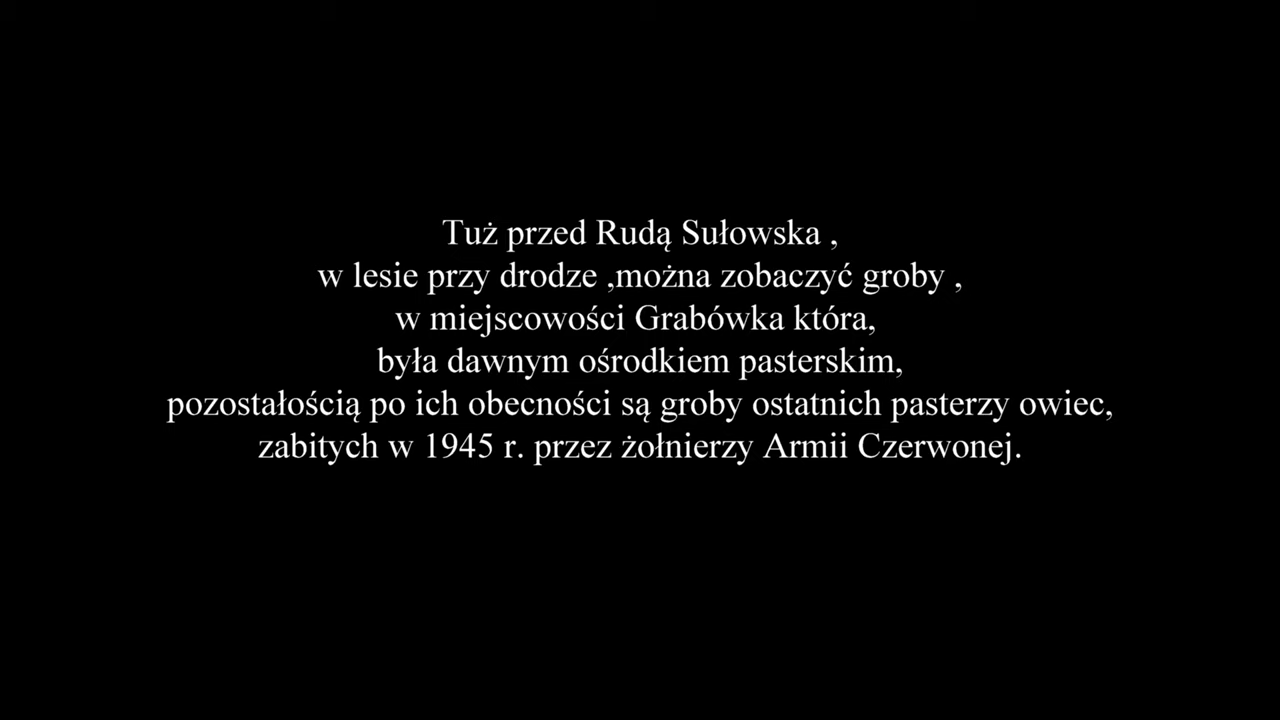 Tuż przed Rudą Sułowska ,
w lesie przy drodze ,można zobaczyć groby ,
w miejscowości Grabówka która,
była dawnym ośrodkiem pasterskim,
pozostałością po ich obecności są groby ostatnich pasterzy owiec,
zabitych w 1945 r. przez żołnierzy Armii Czerwonej.